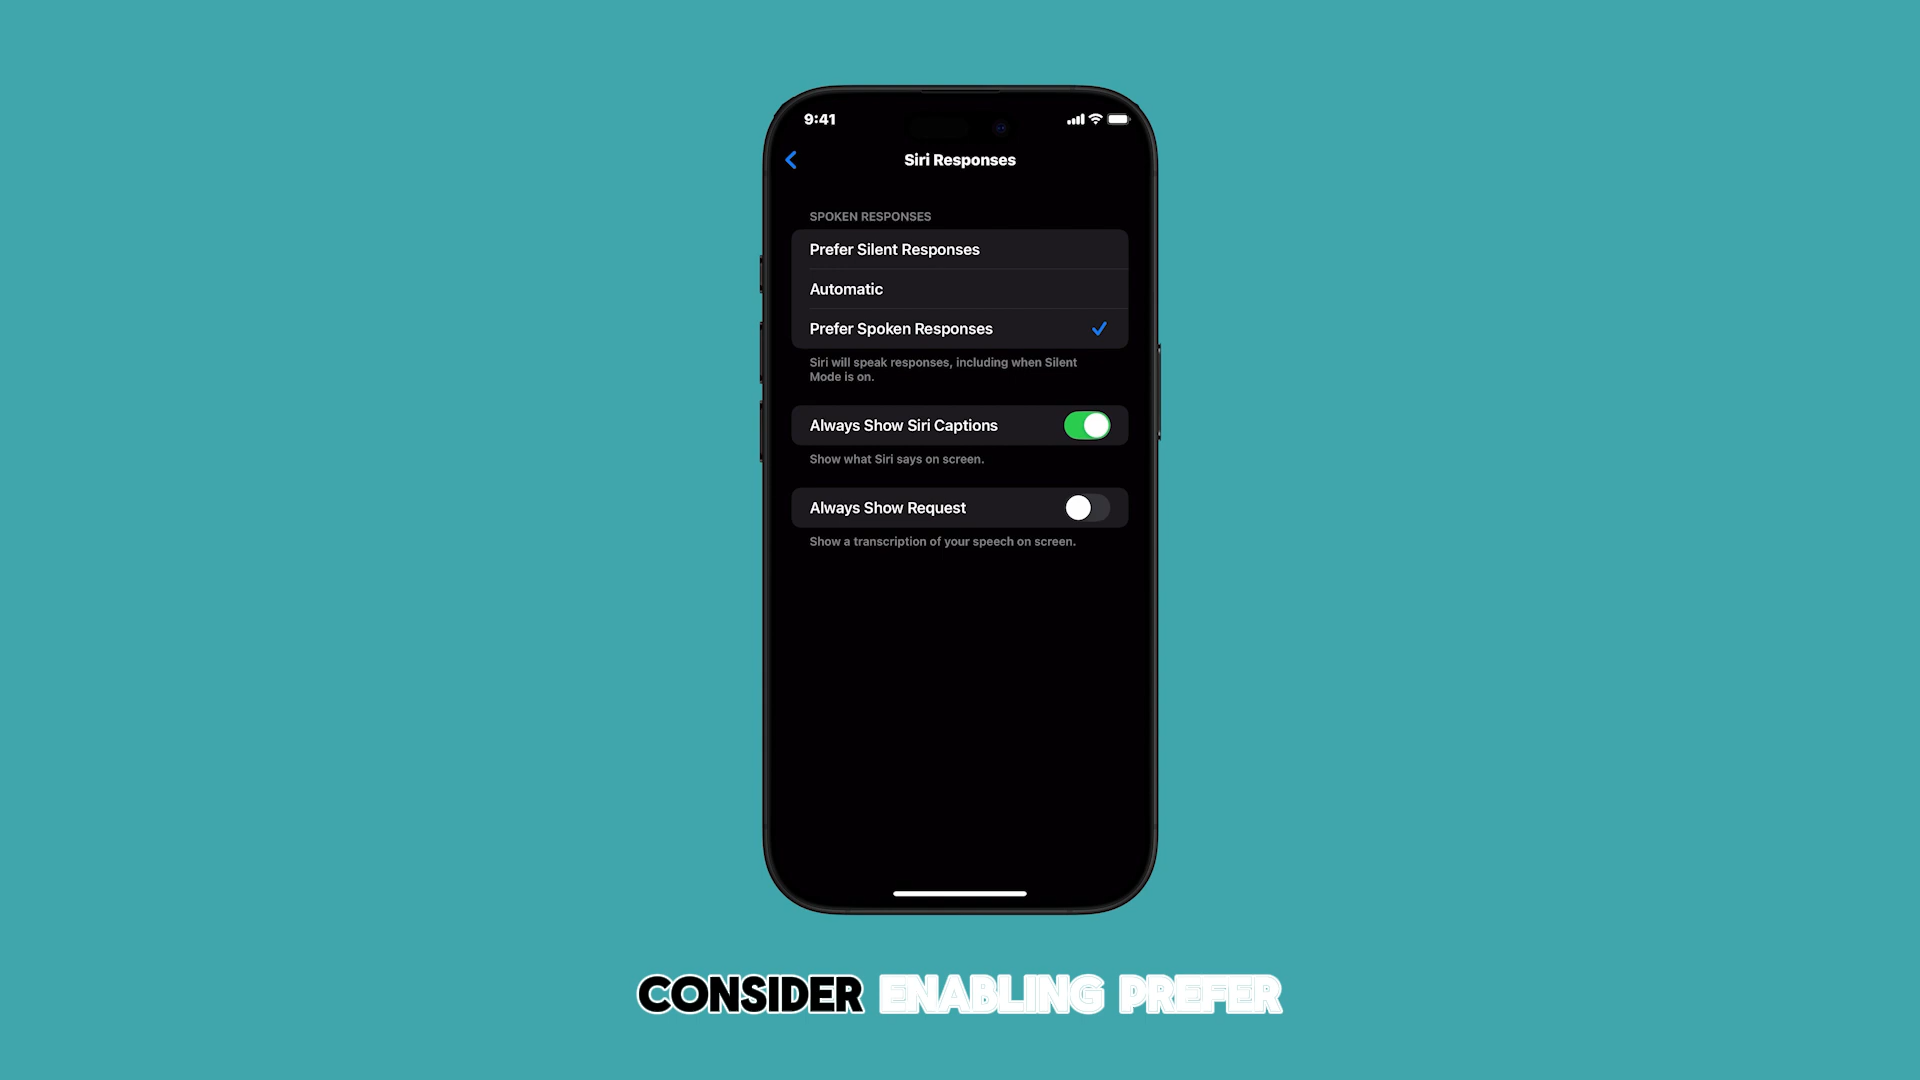 9:41
Siri Responses
SPOKEN RESPONSES
Prefer Silent Responses
Automatic
Prefer Spoken Responses
Siri will speak responses, including when Silent
Mode is on.
Always Show Siri Captions
Show what Siri says on screen.
Always Show Request
Show a transcription of your speech on screen.
CONSIDER ENABLING PREFER